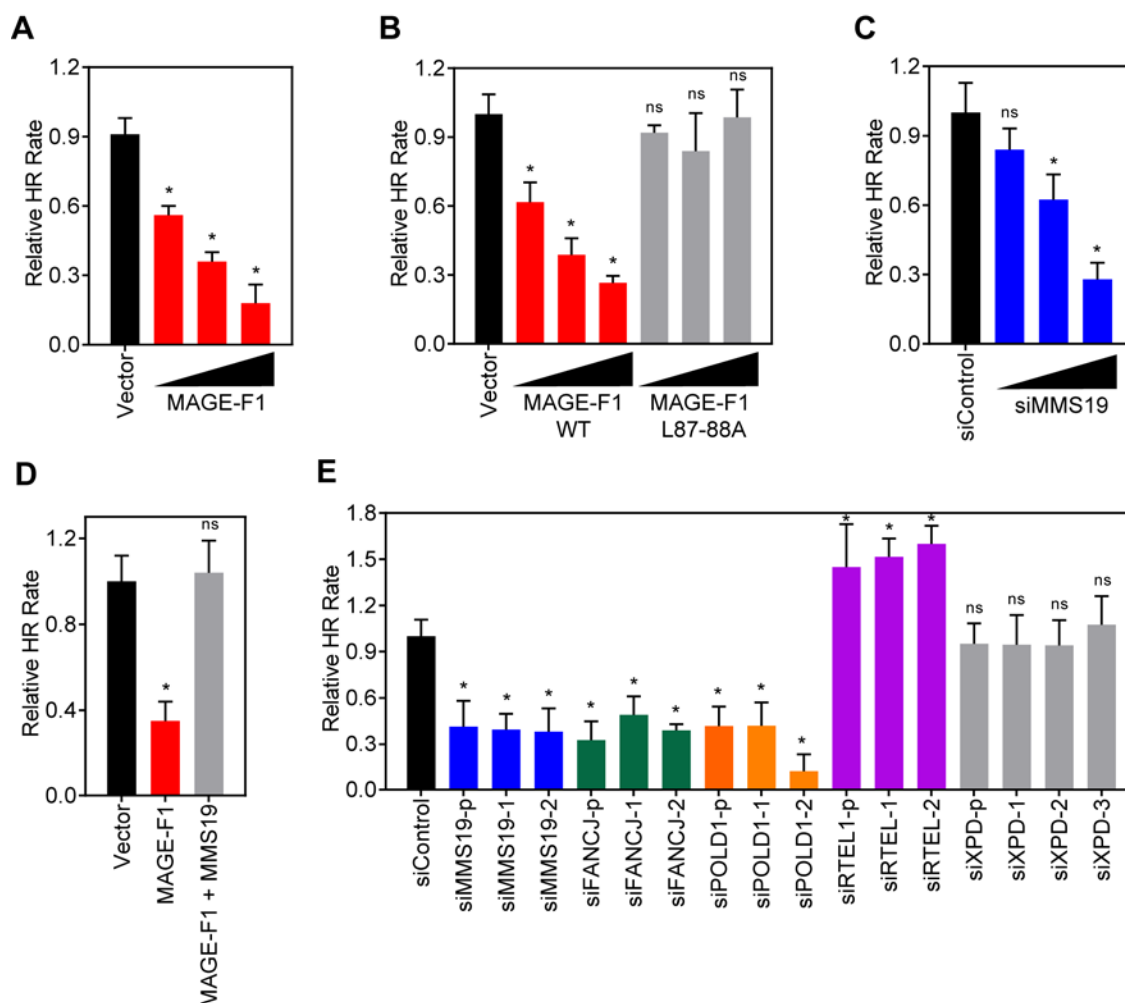 A
Relative HR Rate
1.2
0.9
0.6
0.3
0.0
*
*
*
Vector
MAGE-F1
B
Relative HR Rate
1.2
0.9
0.6
0.3
0.0
*
*
*
ns
ns
ns
Vector
MAGE-F1
WT
MAGE-F1
L87-88A
C
Relative HR Rate
1.2
0.9
0.6
0.3
0.0
ns
*
*
siControl
siMMS19
D
Relative HR Rate
1.2
0.8
0.4
0.0
*
ns
Vector
MAGE-F1
MAGE-F1 + MMS19
E
Relative HR Rate
1.8
1.5
1.2
0.9
0.6
0.3
0.0
*
*
*
*
*
*
*
*
*
*
*
*
ns
ns
ns
ns
siControl
siMMS19-p
siMMS19-1
siMMS19-2
siFANCJ-p
siFANCJ-1
siFANCJ-2
siPOLD1-p
siPOLD1-1
siPOLD1-2
siRTEL1-p
siRTEL-1
siRTEL-2
siXPD-p
siXPD-1
siXPD-2
siXPD-3